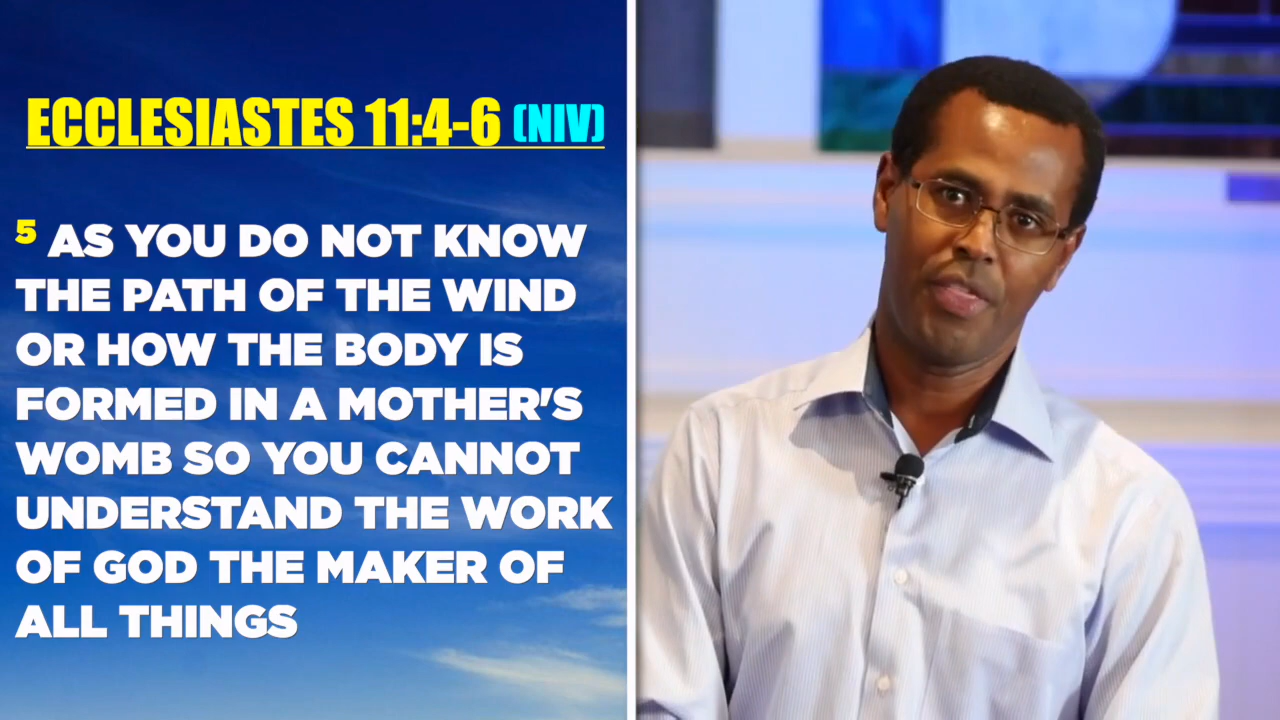 ECCLESIASTES 11:4-6 (NIV)
5 AS YOU DO NOT KNOW
THE PATH OF THE WIND
OR HOW THE BODY IS
FORMED IN A MOTHER'S
WOMB SO YOU CANNOT
UNDERSTAND THE WORK
OF GOD THE MAKER OF
ALL THINGS